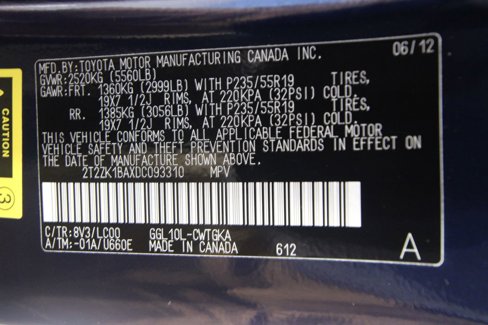 MFD.BY:TOYOTA MOTOR MANUFACTURING CANADA INC. 06/12
GVWR:2520KG (5560LB)
GAWR:FRT. 1360KG (2999LB) WITH P235/55R19 TIRES,
19X7 1/2J RIMS, AT 220KPA (32PSI) COLD.
RR. 1385KG (3056LB) WITH P235/55R19 TIRES,
19X7 1/2J RIMS, AT 220KPA (32PSI) COLD.
THIS VEHICLE CONFORMS TO ALL APPLICABLE FEDERAL MOTOR
VEHICLE SAFETY AND THEFT PREVENTION STANDARDS IN EFFECT ON
THE DATE OF MANUFACTURE SHOWN ABOVE.
2T2ZK1BAXDC093310 MPV
C/TR:8V3/LC00 GGL10L-CWTGKA
A/TM:-01A/U660E MADE IN CANADA 612 A
CAUTION